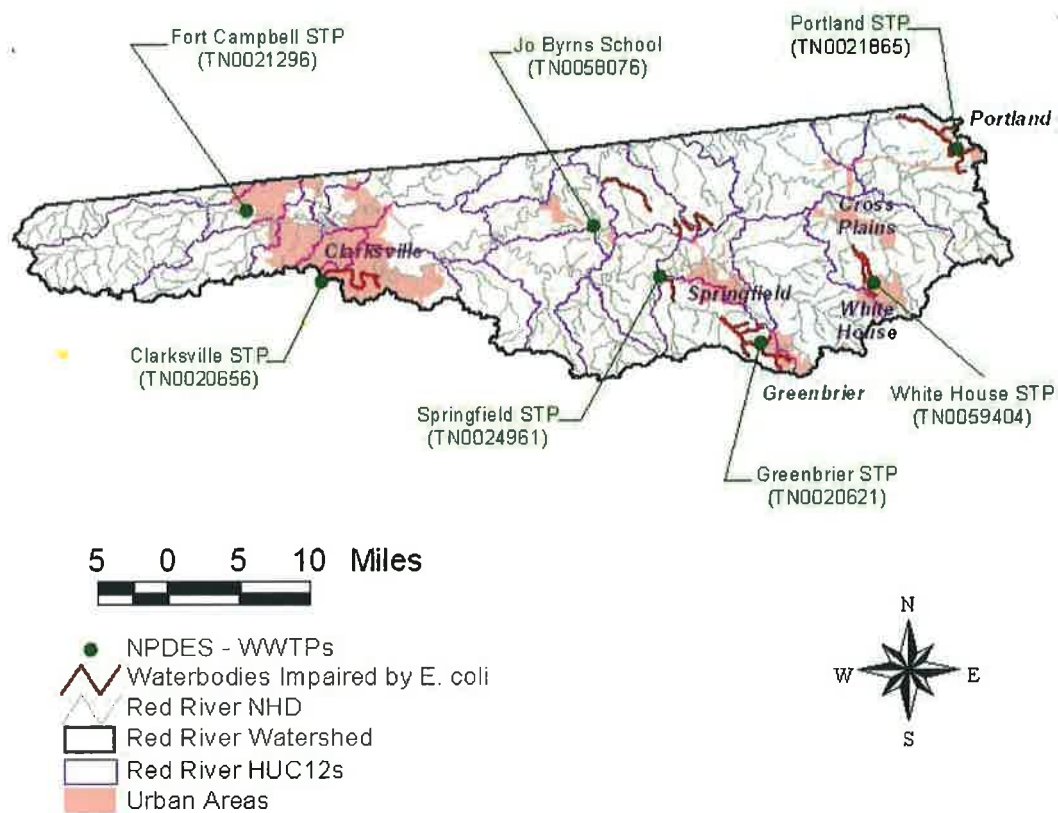 Fort Campbell STP
(TN0021296)
Jo Byrns School
(TN0058076)
Portland STP
(TN0021865)
Portland
Cross
Plains
Clarksville
Springfield
White
House
Clarksville STP
(TN0020656)
Greenbrier
White House STP
(TN0059404)
Springfield STP
(TN0024961)
Greenbrier STP
(TN0020621)
5 0 5 10 Miles
NPDES - WWTPs
Waterbodies Impaired by E. coli
Red River NHD
Red River Watershed
Red River HUC12s
Urban Areas
N
W E
S